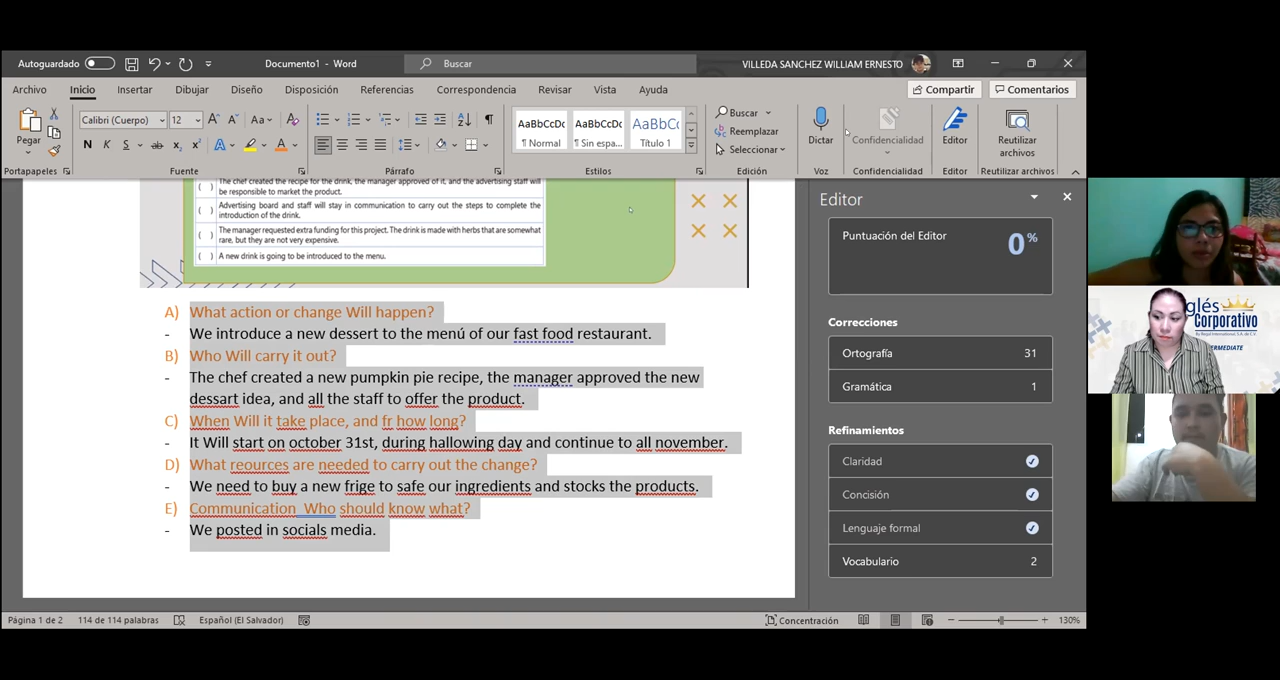 Autoguardado
Documento1 - Word
Buscar
VILLEDA SANCHEZ WILLIAM ERNESTO
Archivo Inicio Insertar Dibujar Diseño Disposición Referencias Correspondencia Revisar Vista Ayuda
Compartir Comentarios
Pegar
Calibri (Cuerpo) 12
N K S
AaBbCcDc AaBbCcDc AaBbCc
¶ Normal ¶ Sin espa... Título 1
Buscar
Reemplazar
Seleccionar
Dictar
Confidencialidad
Editor
Reutilizar
archivos
Portapapeles Fuente Párrafo Estilos Edición Voz Confidencialidad Editor Reutilizar archivos
( ) The chef created the recipe for the drink, the manager approved of it, and the advertising staff will
be responsible to market the product.
( ) Advertising board and staff will stay in communication to carry out the steps to complete the
introduction of the drink.
( ) The manager requested extra funding for this project. The drink is made with herbs that are somewhat
rare, but they are not very expensive.
( ) A new drink is going to be introduced to the menu.
A) What action or change Will happen?
- We introduce a new dessert to the menú of our fast food restaurant.
B) Who Will carry it out?
- The chef created a new pumpkin pie recipe, the manager approved the new
dessart idea, and all the staff to offer the product.
C) When Will it take place, and fr how long?
- It Will start on october 31st, during hallowing day and continue to all november.
D) What reources are needed to carry out the change?
- We need to buy a new frige to safe our ingredients and stocks the products.
E) Communication Who should know what?
- We posted in socials media.
Editor
Puntuación del Editor
0%
Correcciones
Ortografía 31
Gramática 1
Refinamientos
Claridad
Concisión
Lenguaje formal
Vocabulario 2
Página 1 de 2 114 de 114 palabras Español (El Salvador)
Concentración
130%
glés
Corporativo